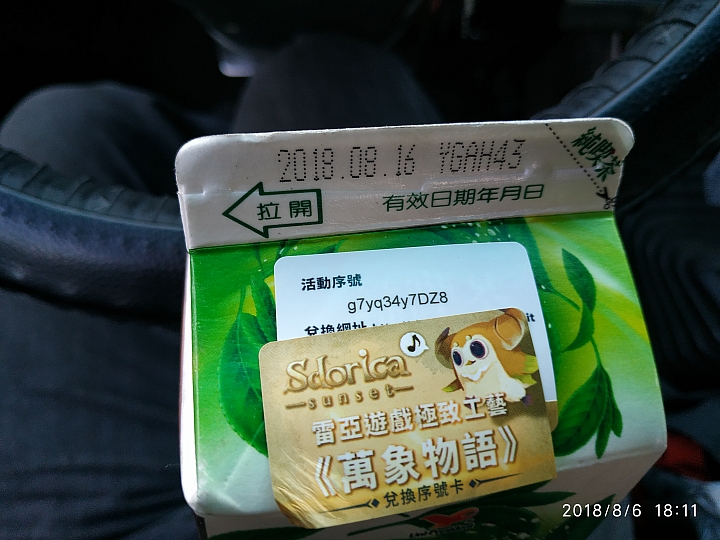 2018.08.16 YGAH43
純喫茶
拉開
有效日期年月日
活動序號
g7yq34y7DZ8
兌換網址
it
Sdorica
sunset
雷亞遊戲極致工藝
《萬象物語》
兌換序號卡
2018/8/6 18:11